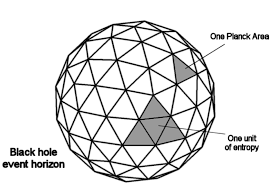 One Planck Area
One unit
of entropy
Black hole
event horizon